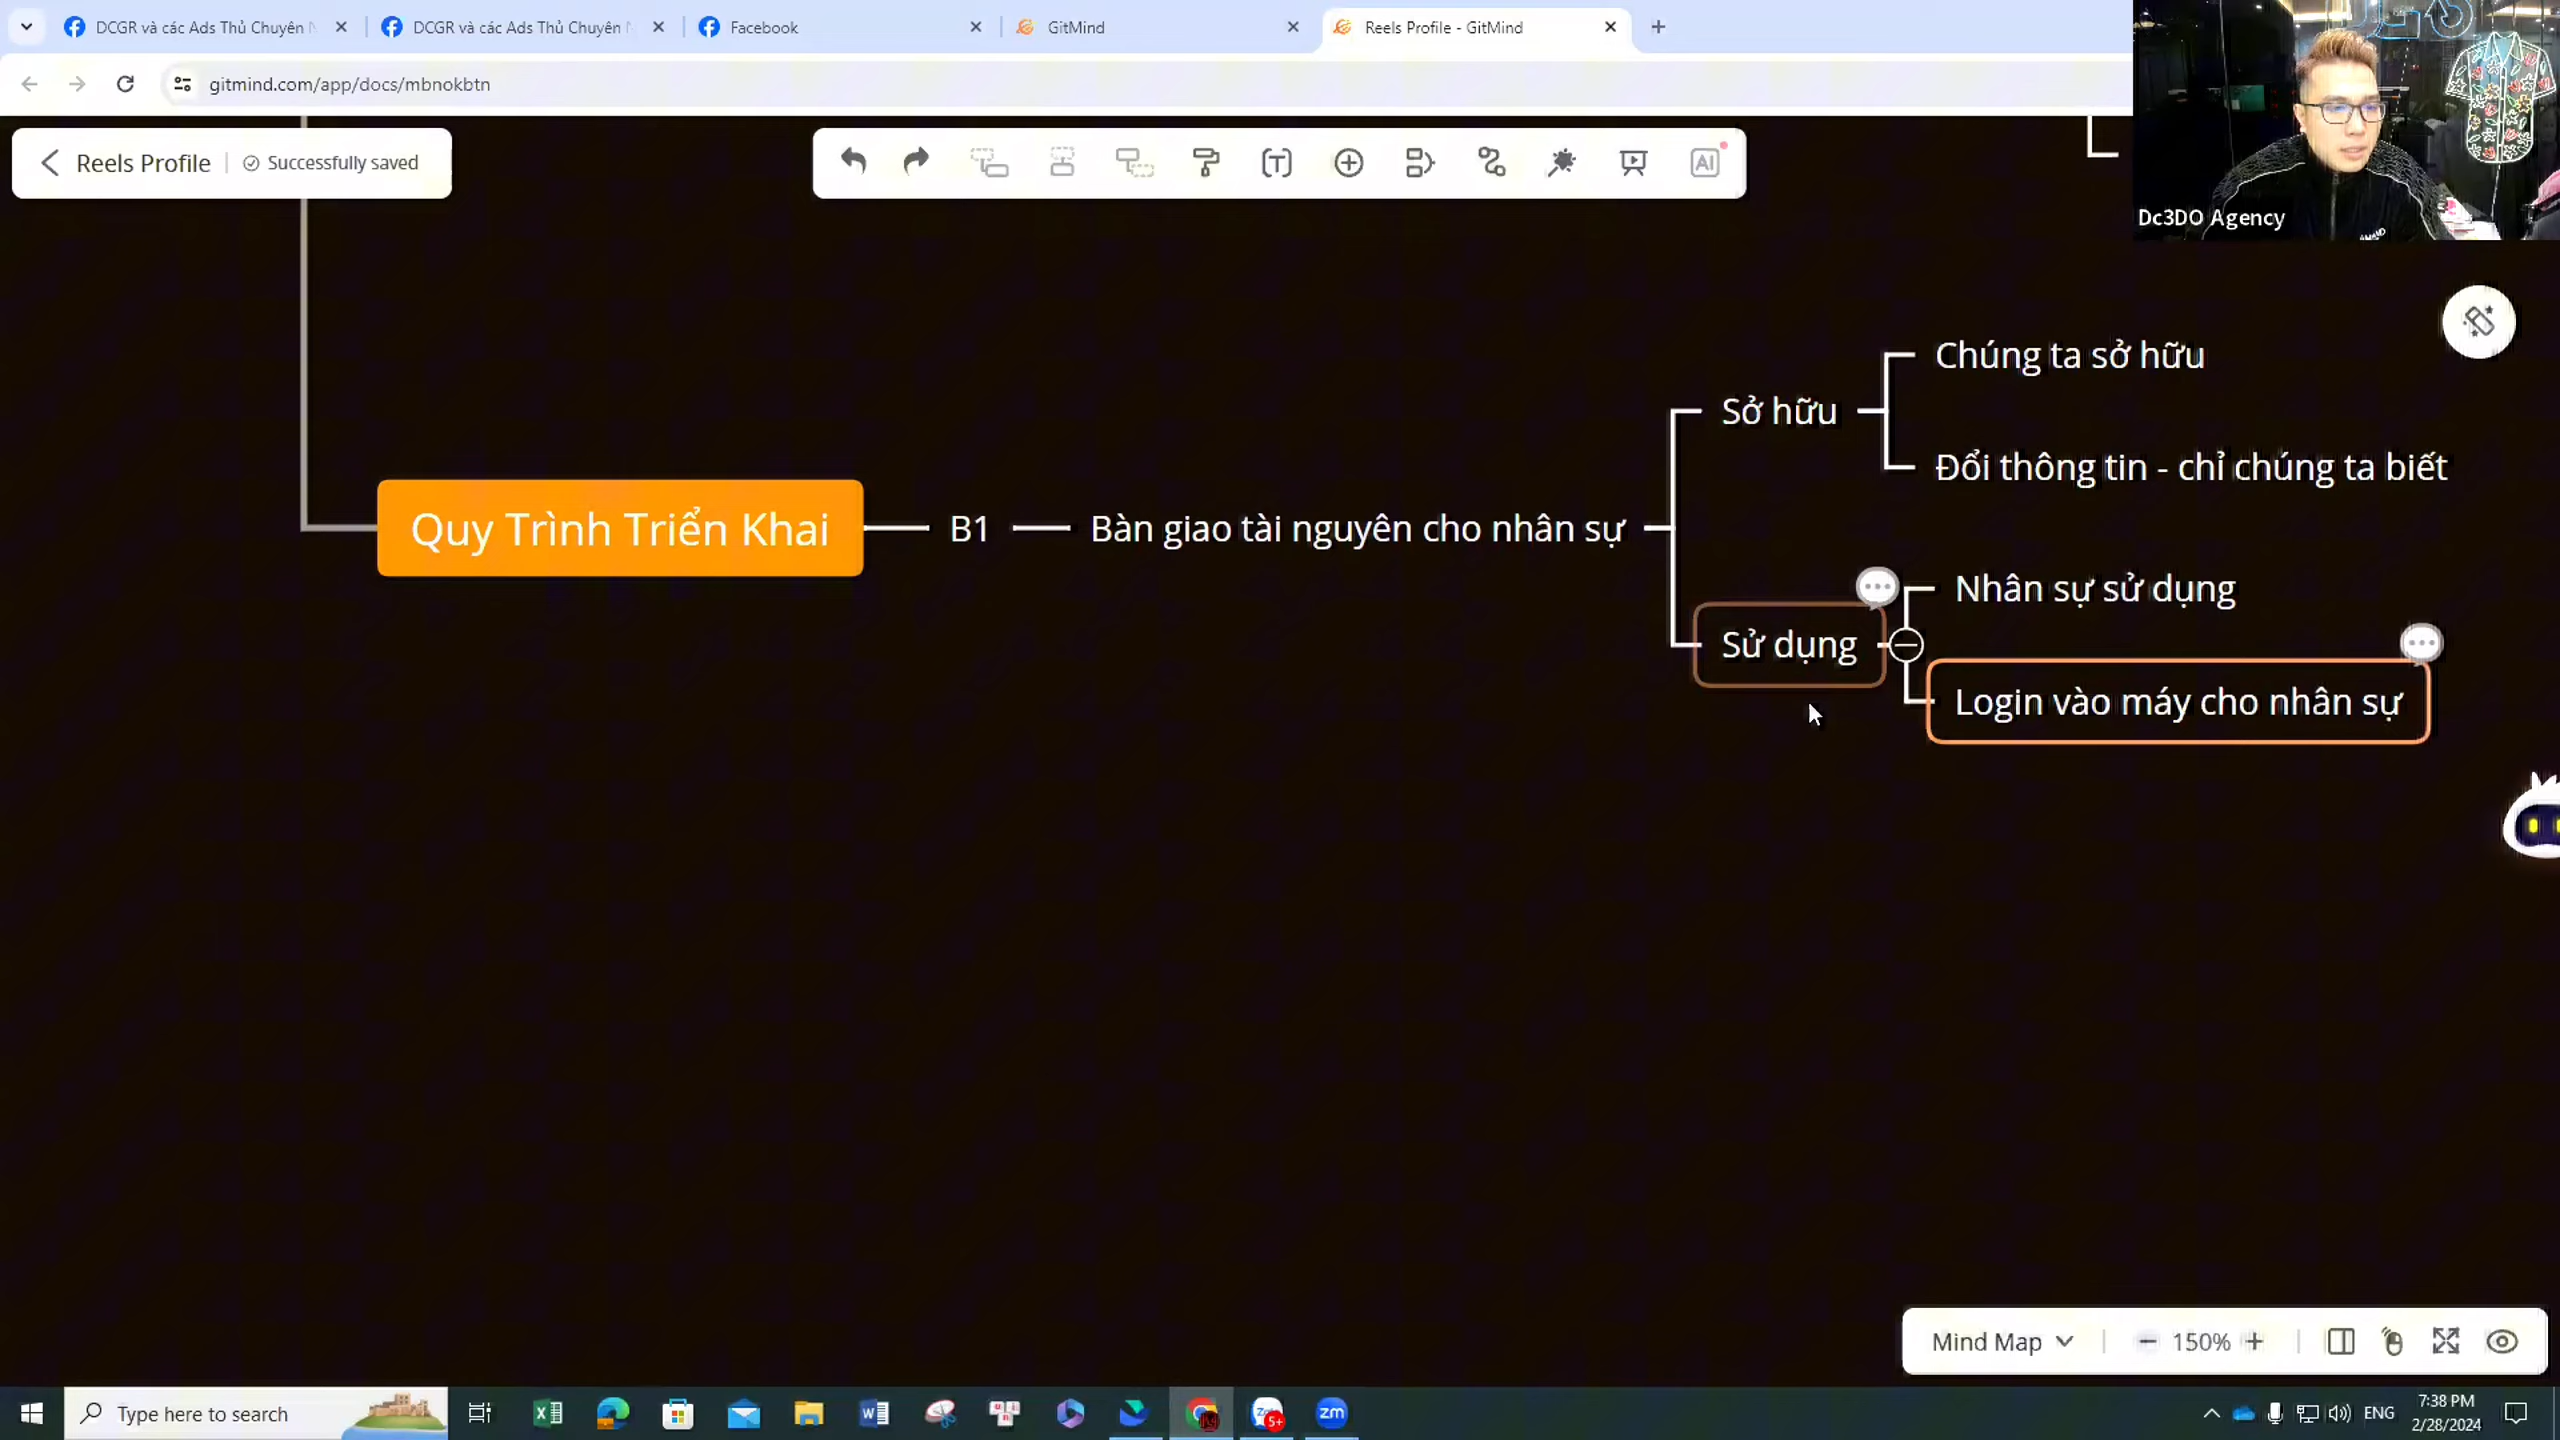 DCGR và các Ads Thủ Chuyên N
DCGR và các Ads Thủ Chuyên N
Facebook
GitMind
Reels Profile - GitMind
gitmind.com/app/docs/mbnokbtn
Reels Profile
Successfully saved
AI
Dc3DO Agency
Chúng ta sở hữu
Sở hữu
Đổi thông tin - chỉ chúng ta biết
Quy Trình Triển Khai
B1
Bàn giao tài nguyên cho nhân sự
Nhân sự sử dụng
Sử dụng
Login vào máy cho nhân sự
Mind Map
150%
Type here to search
5+
zm
ENG
7:38 PM
2/28/2024